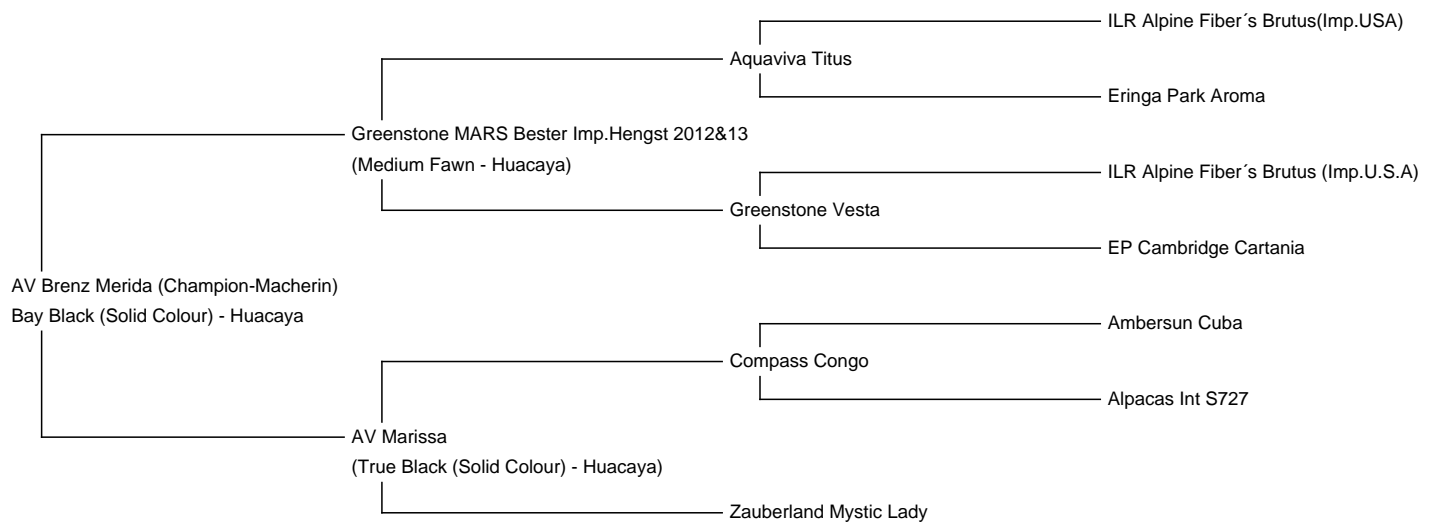 ILR Alpine Fiber´s Brutus(Imp.USA)
Aquaviva Titus
Eringa Park Aroma
Greenstone MARS Bester Imp.Hengst 2012&13
(Medium Fawn - Huacaya)
ILR Alpine Fiber´s Brutus (Imp.U.S.A)
Greenstone Vesta
EP Cambridge Cartania
AV Brenz Merida (Champion-Macherin)
Bay Black (Solid Colour) - Huacaya
Ambersun Cuba
Compass Congo
Alpacas Int S727
AV Marissa
(True Black (Solid Colour) - Huacaya)
Zauberland Mystic Lady